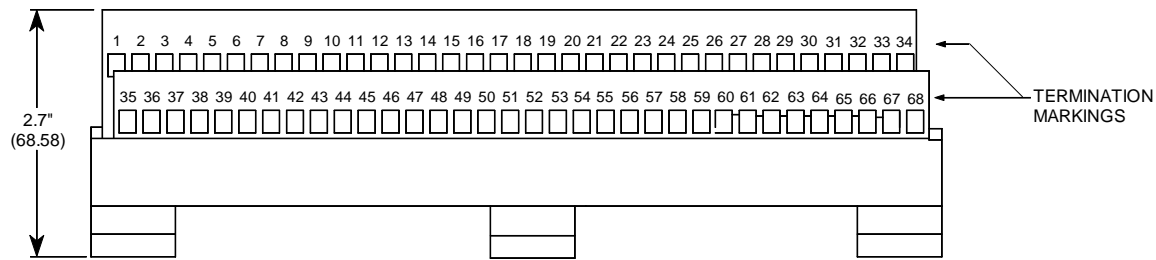 1 2 3 4 5 6 7 8 9 10 11 12 13 14 15 16 17 18 19 20 21 22 23 24 25 26 27 28 29 30 31 32 33 34
35 36 37 38 39 40 41 42 43 44 45 46 47 48 49 50 51 52 53 54 55 56 57 58 59 60 61 62 63 64 65 66 67 68
2.7"
(68.58)
TERMINATION
MARKINGS